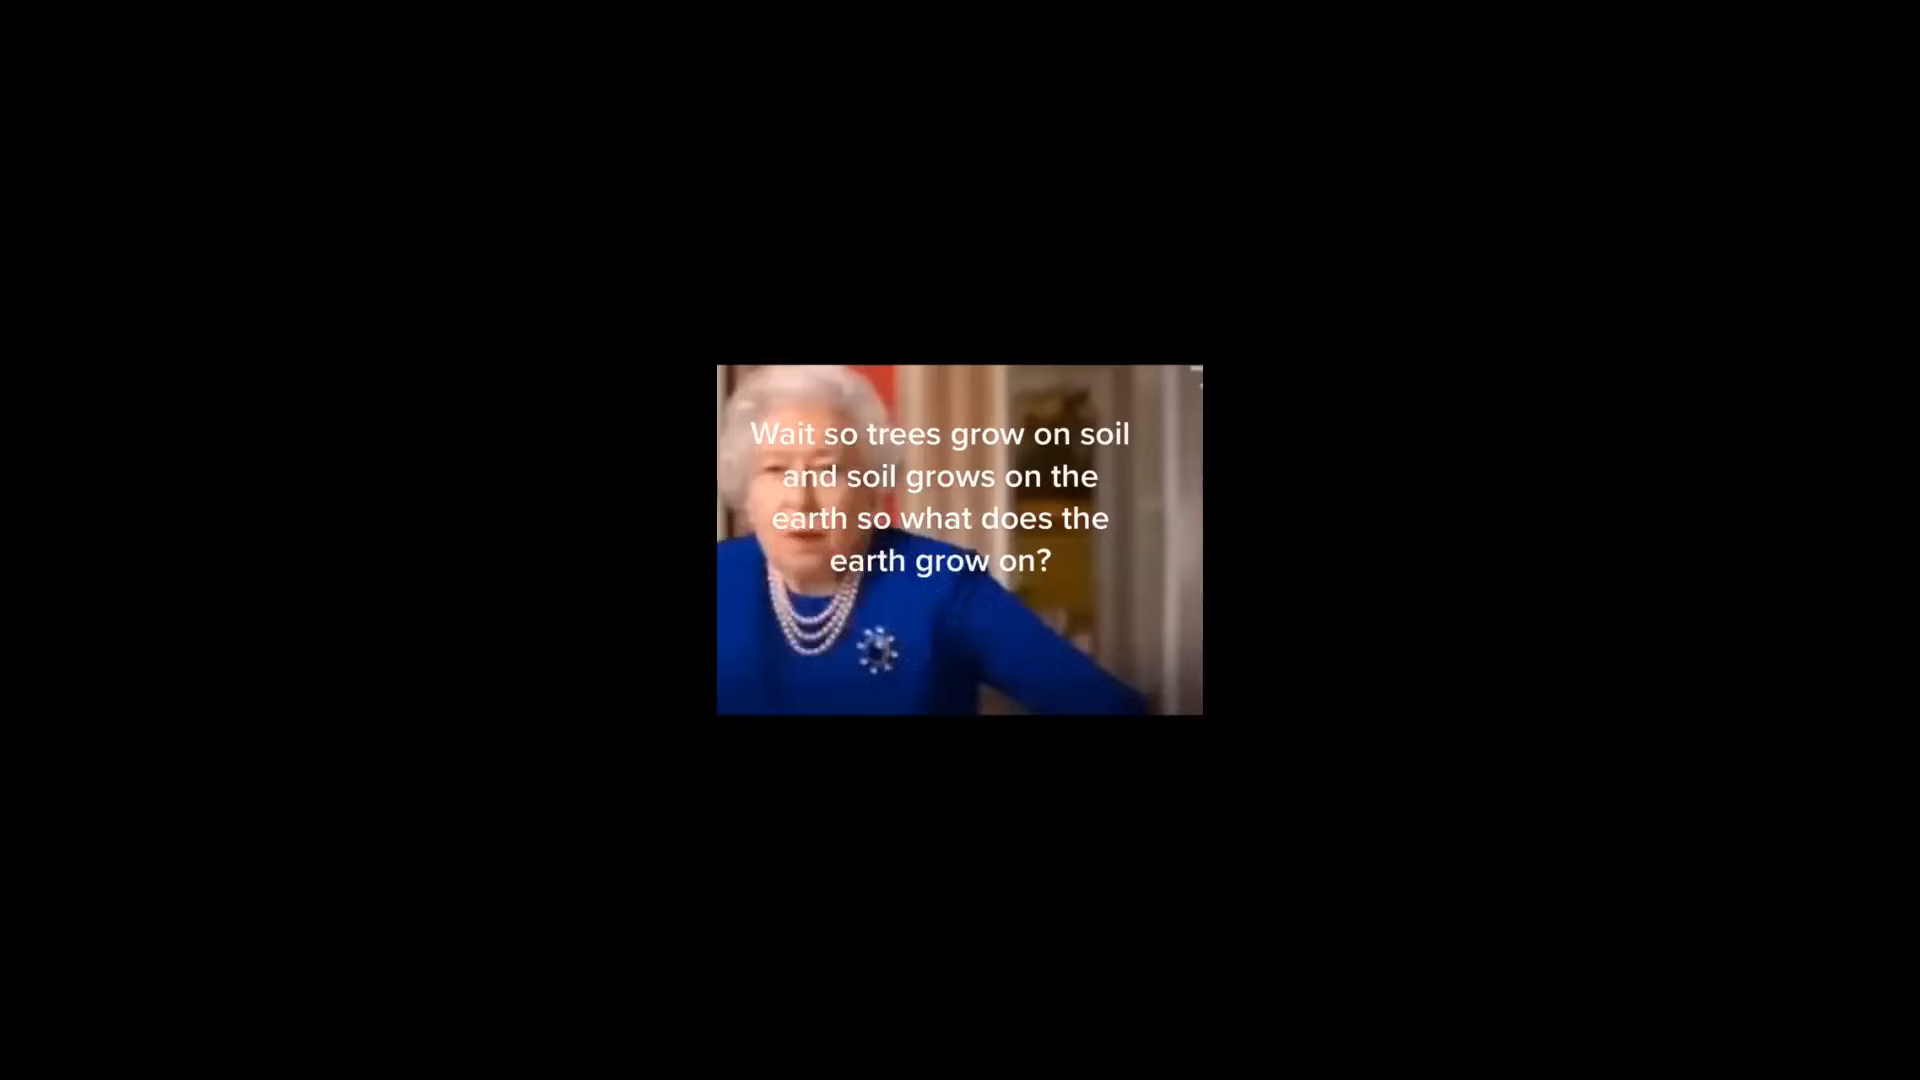 Wait so trees grow on soil
and soil grows on the
earth so what does the
earth grow on?